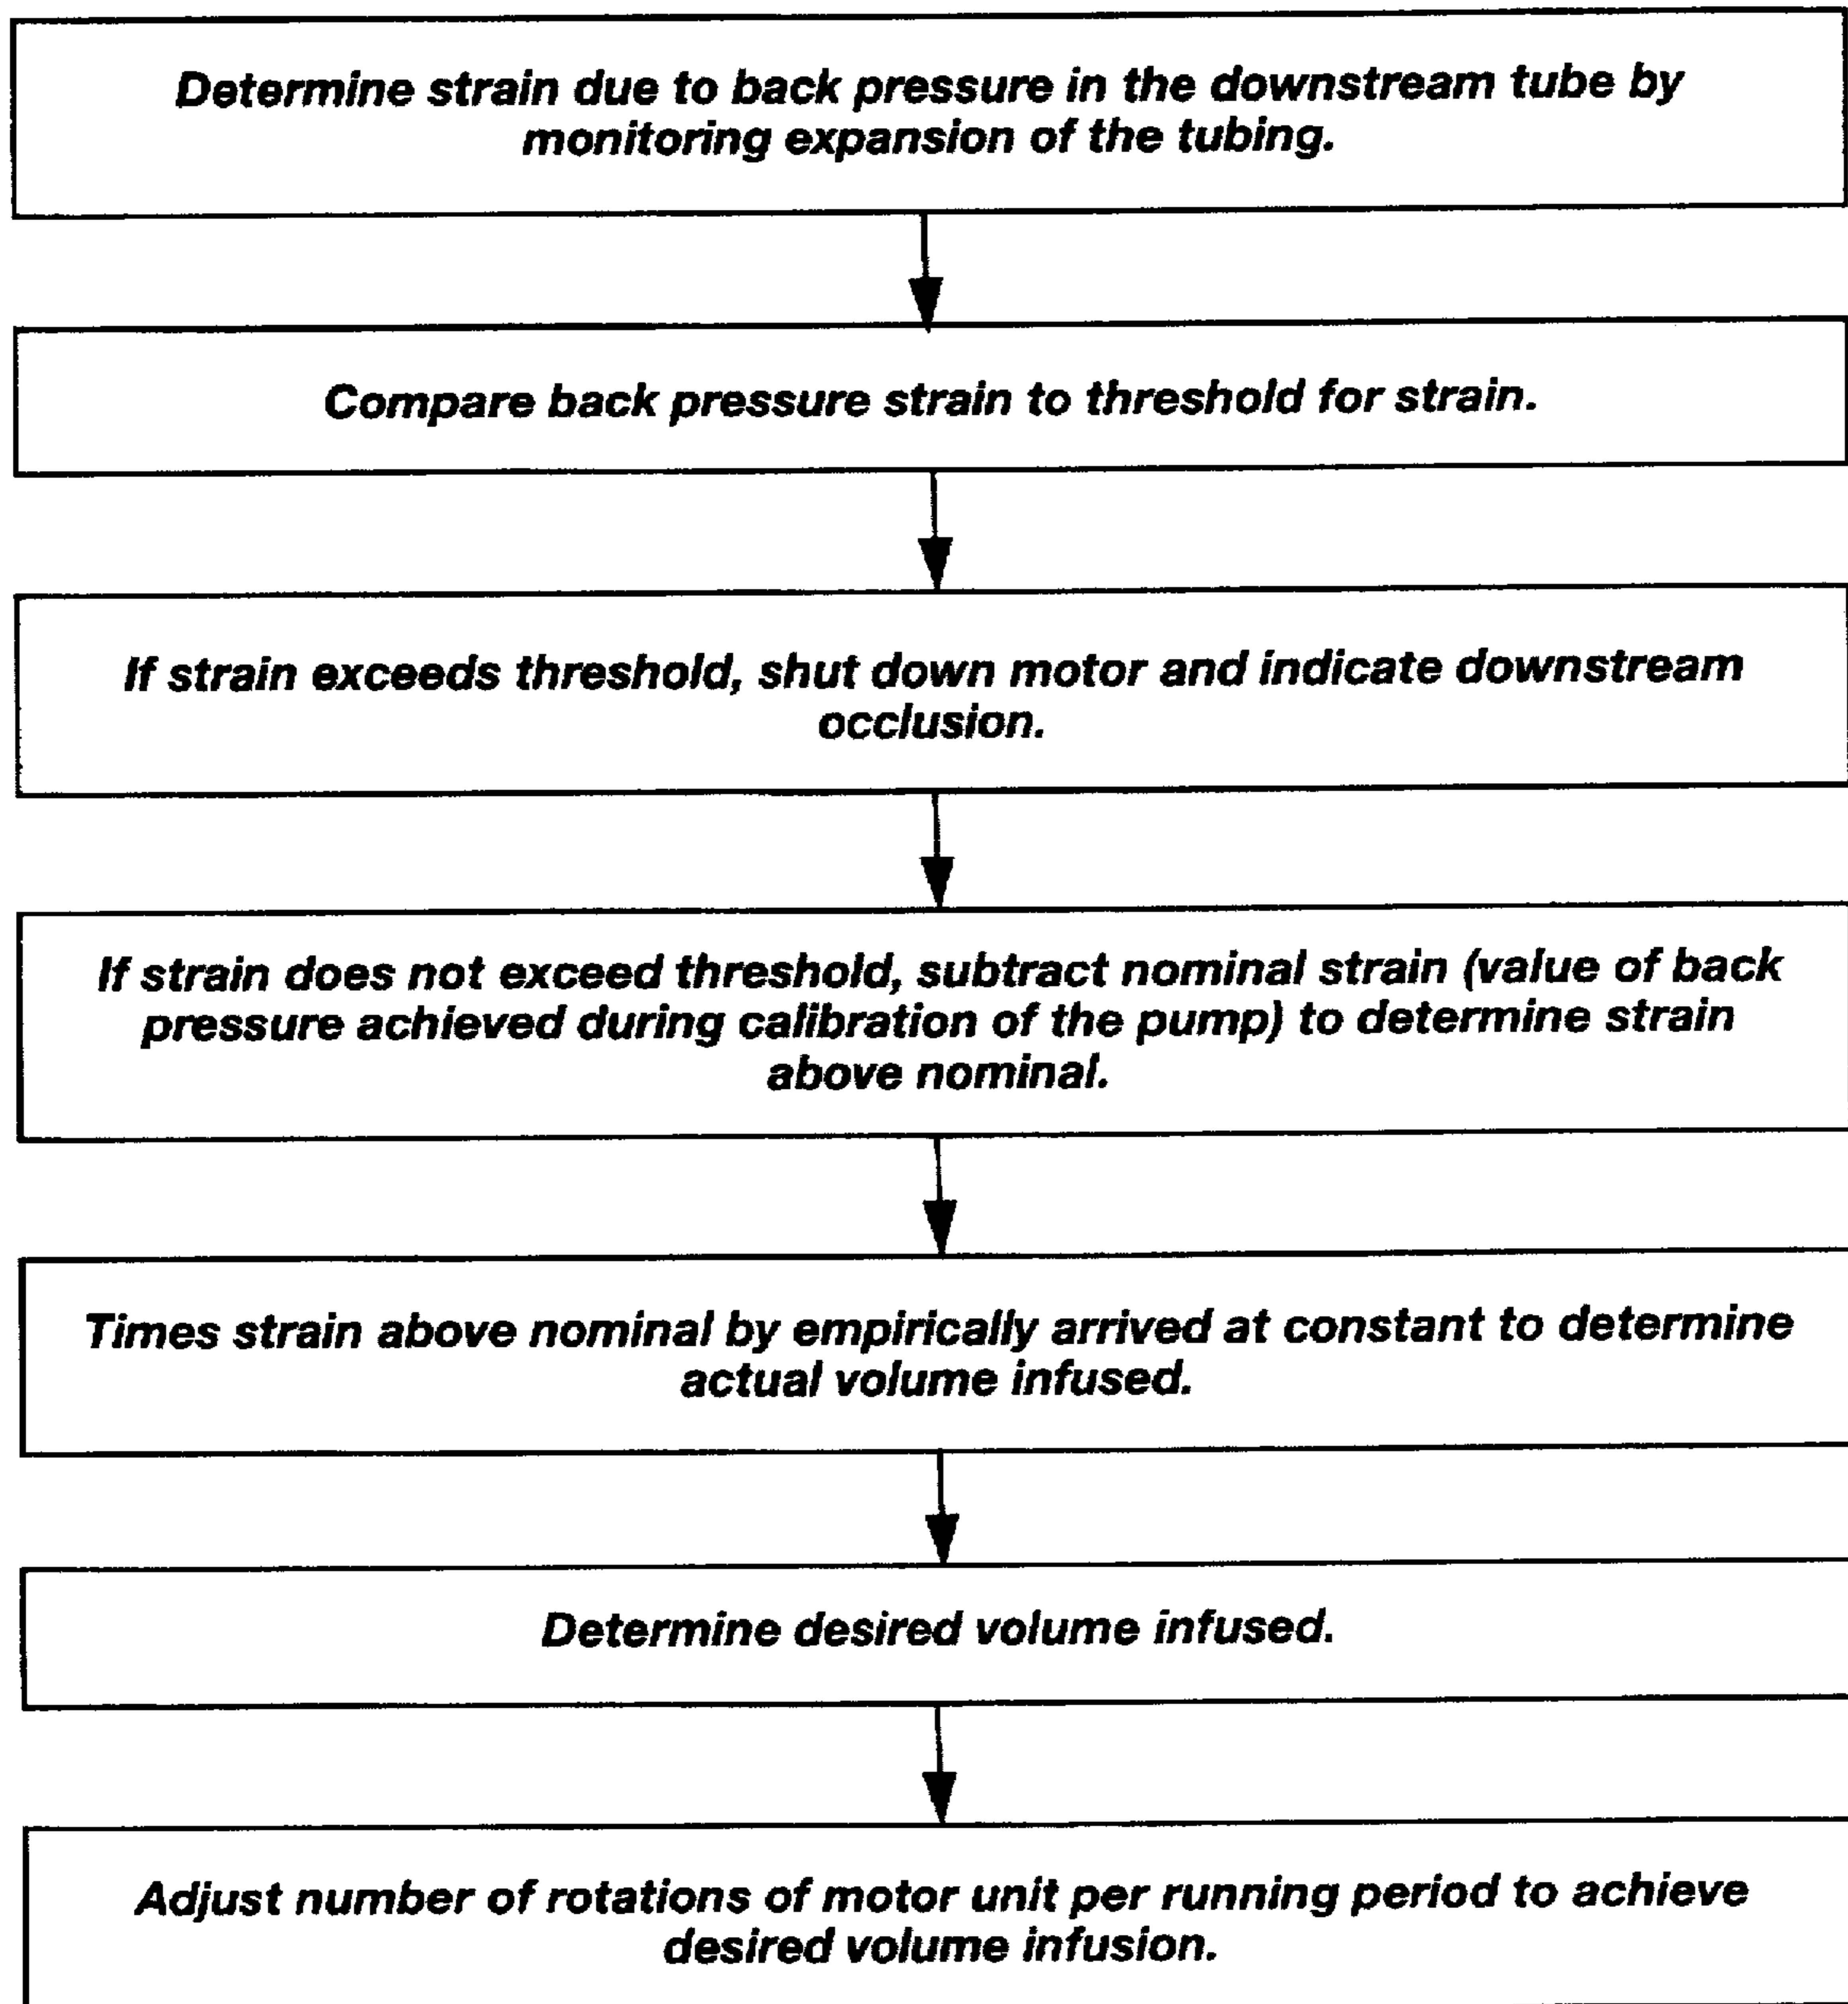 Determine strain due to back pressure in the downstream tube by
monitoring expansion of the tubing.
Compare back pressure strain to threshold for strain.
If strain exceeds threshold, shut down motor and indicate downstream
occlusion.
If strain does not exceed threshold, subtract nominal strain (value of back
pressure achieved during calibration of the pump) to determine strain
above nominal.
Times strain above nominal by empirically arrived at constant to determine
actual volume infused.
Determine desired volume infused.
Adjust number of rotations of motor unit per running period to achieve
desired volume infusion.